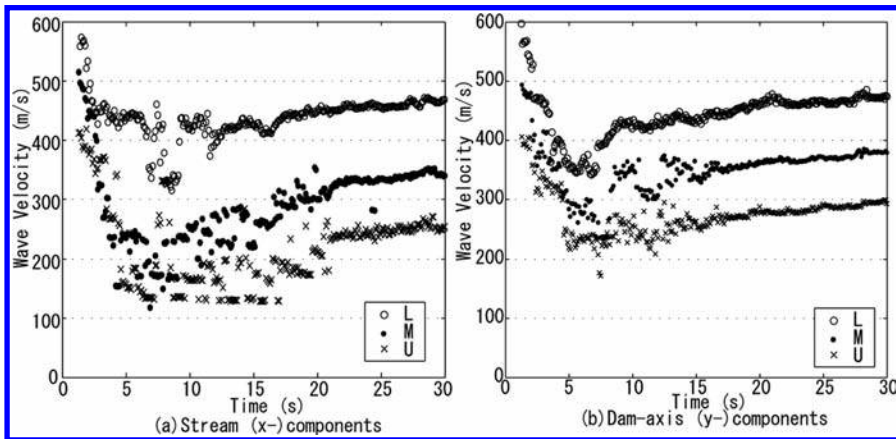 600
500
400
300
200
100
0
Wave Velocity (m/s)
0 5 10 15 20 25 30
Time (s)
L
M
U
(a) Stream (x-) components
600
500
400
300
200
100
0
Wave Velocity (m/s)
0 5 10 15 20 25 30
Time (s)
L
M
U
(b) Dam-axis (y-) components